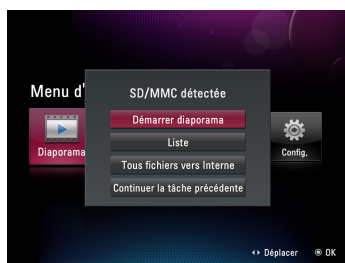 Menu d'
SD/MMC détectée
Démarrer diaporama
Liste
Tous fichiers vers Interne
Continuer la tâche précédente
Diaporama
Config.
Déplacer
OK